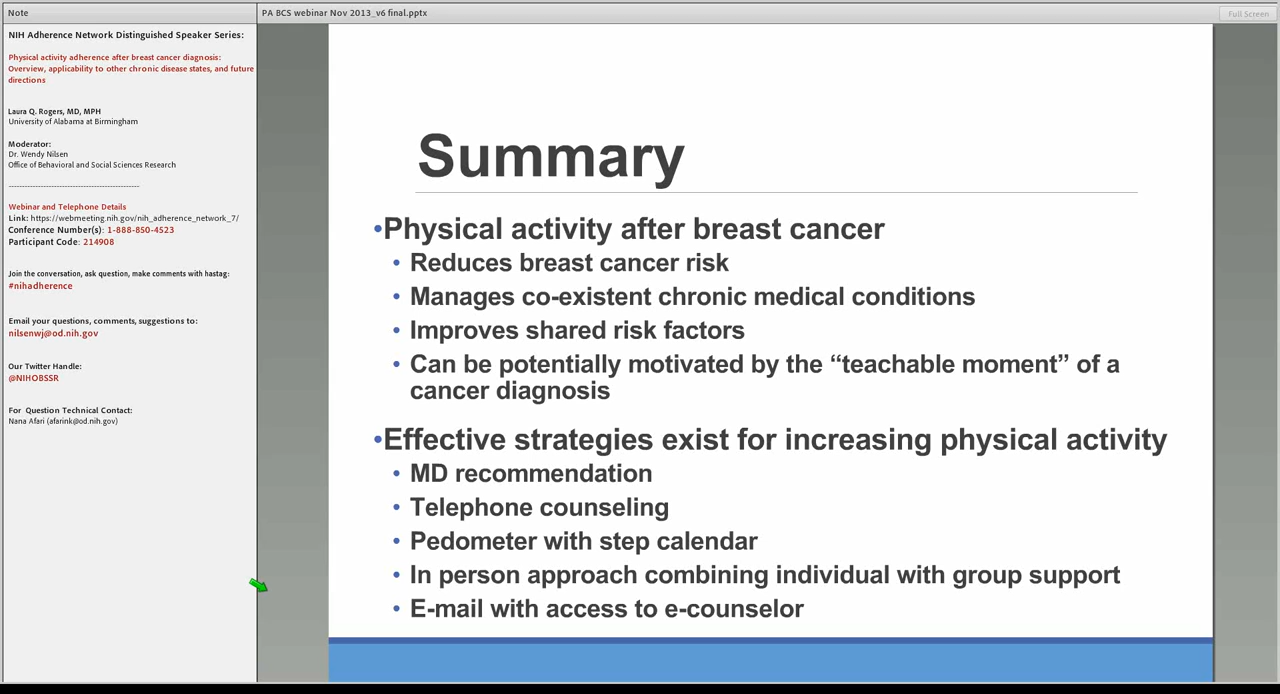 Note
NIH Adherence Network Distinguished Speaker Series:
Physical activity adherence after breast cancer diagnosis:
Overview, applicability to other chronic disease states, and future
directions
Laura Q. Rogers, MD, MPH
University of Alabama at Birmingham
Moderator:
Dr. Wendy Nilsen
Office of Behavioral and Social Sciences Research
--------------------------------------------------
Webinar and Telephone Details
Link: https://webmeeting.nih.gov/nih_adherence_network_7/
Conference Number(s): 1-888-850-4523
Participant Code: 214908
Join the conversation, ask question, make comments with hastag:
#nihadherence
Email your questions, comments, suggestions to:
nilsenwj@od.nih.gov
Our Twitter Handle:
@NIHOBSSR
For Question Technical Contact:
Nana Afari (afarink@od.nih.gov)
PA BCS webinar Nov 2013_v6 final.pptx
Full Screen
Summary
•Physical activity after breast cancer
• Reduces breast cancer risk
• Manages co-existent chronic medical conditions
• Improves shared risk factors
• Can be potentially motivated by the “teachable moment” of a
cancer diagnosis
•Effective strategies exist for increasing physical activity
• MD recommendation
• Telephone counseling
• Pedometer with step calendar
• In person approach combining individual with group support
• E-mail with access to e-counselor